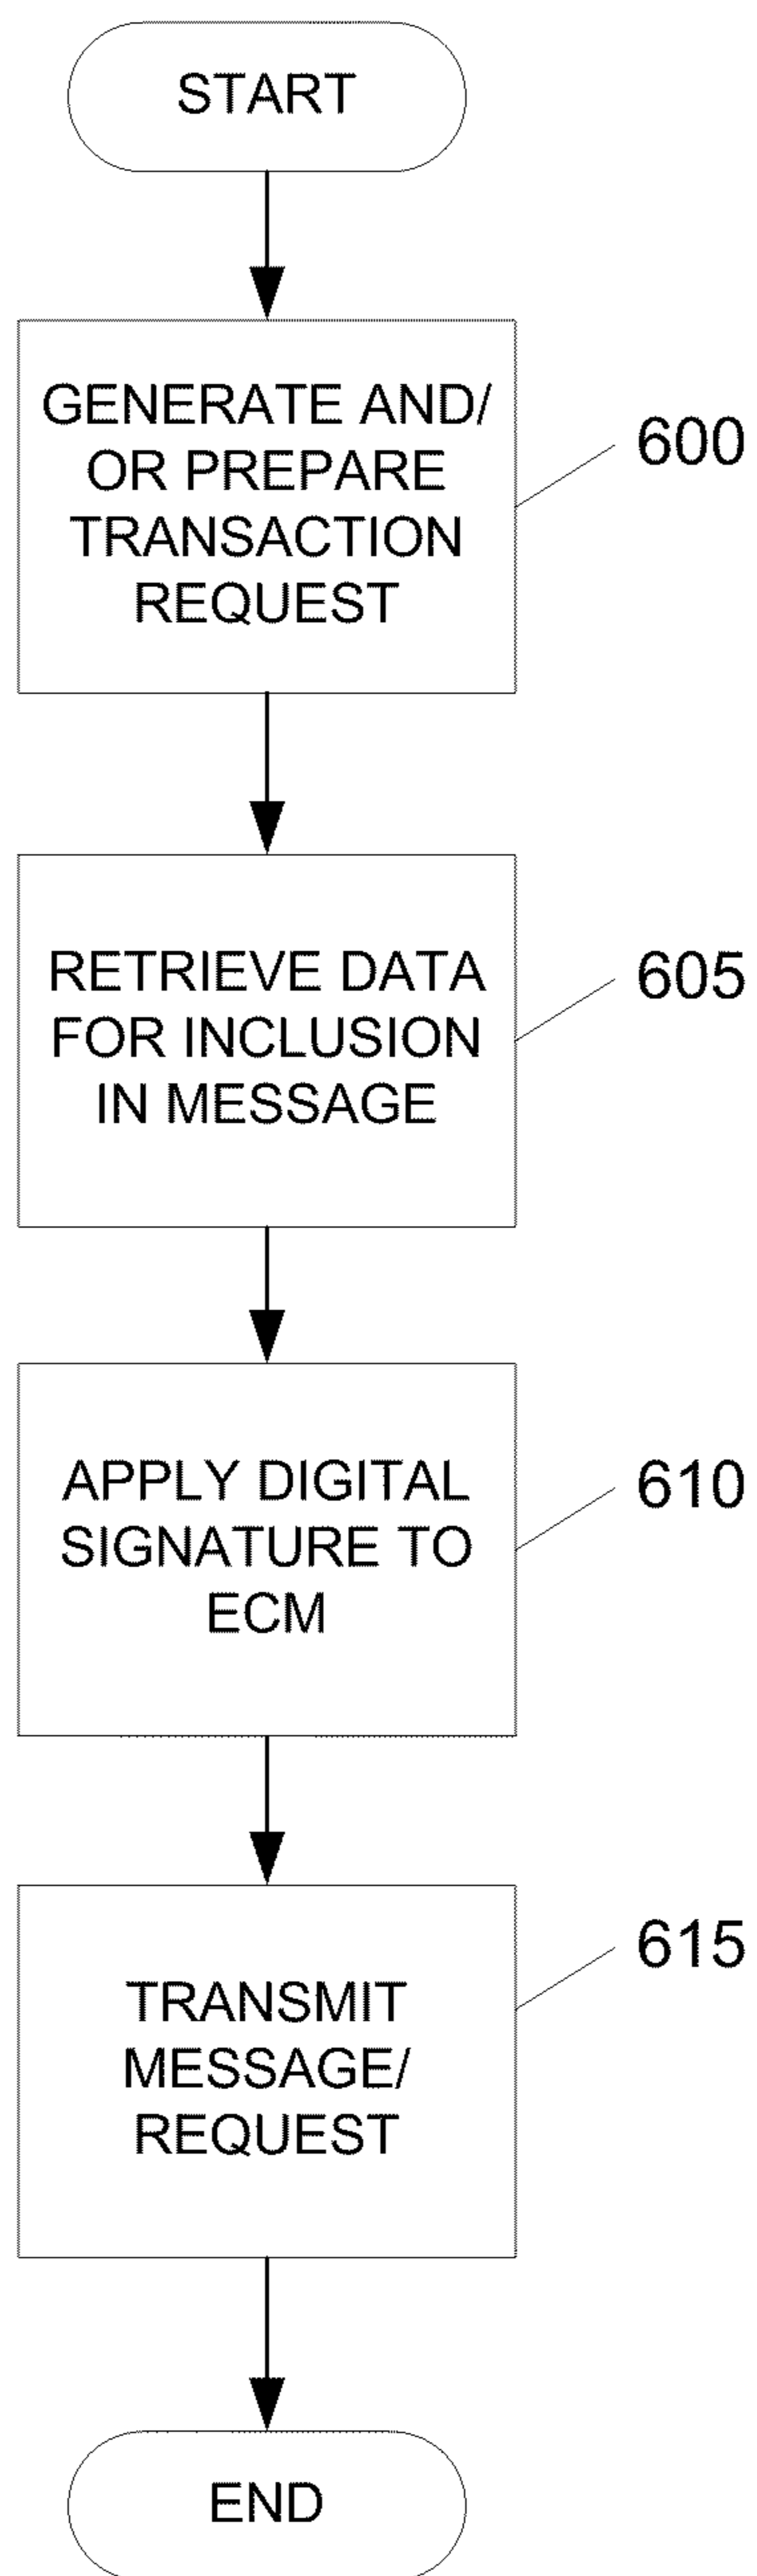 START
GENERATE AND/
OR PREPARE
TRANSACTION
REQUEST
600
RETRIEVE DATA
FOR INCLUSION
IN MESSAGE
605
APPLY DIGITAL
SIGNATURE TO
ECM
610
TRANSMIT
MESSAGE/
REQUEST
615
END